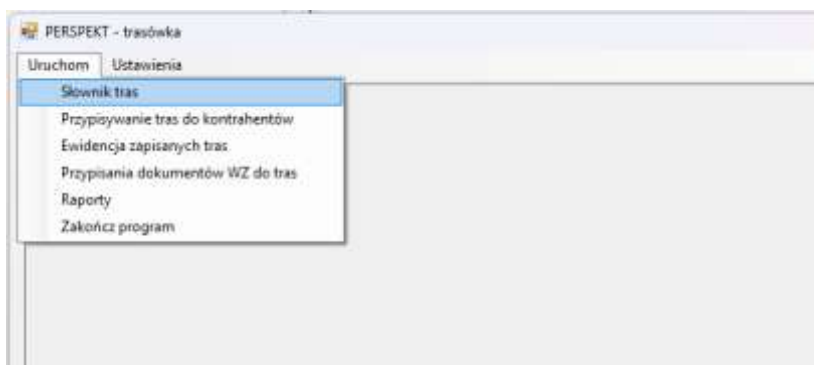 PERSPEKT - trasówka
Uruchom Ustawienia
Słownik tras
Przypisywanie tras do kontrahentów
Ewidencja zapisanych tras
Przypisania dokumentów WZ do tras
Raporty
Zakończ program